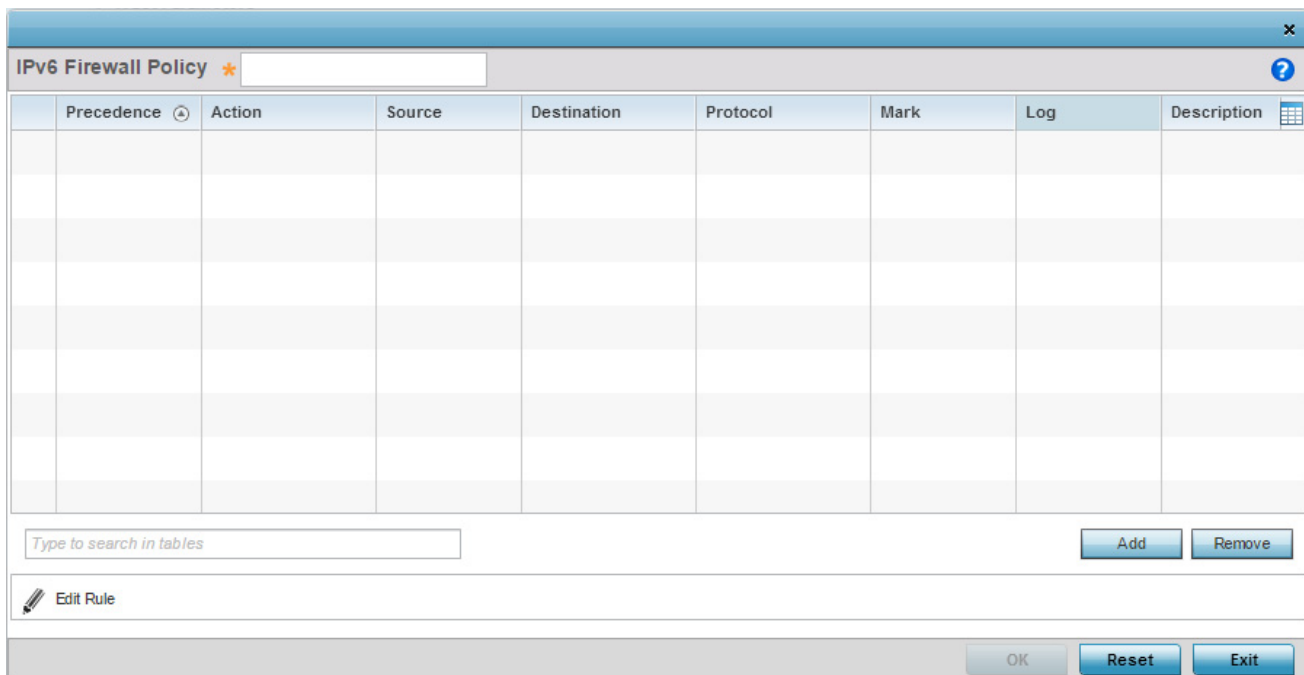 IPv6 Firewall Policy *
Precedence Action Source Destination Protocol Mark Log Description
Type to search in tables
Add Remove
Edit Rule
OK Reset Exit